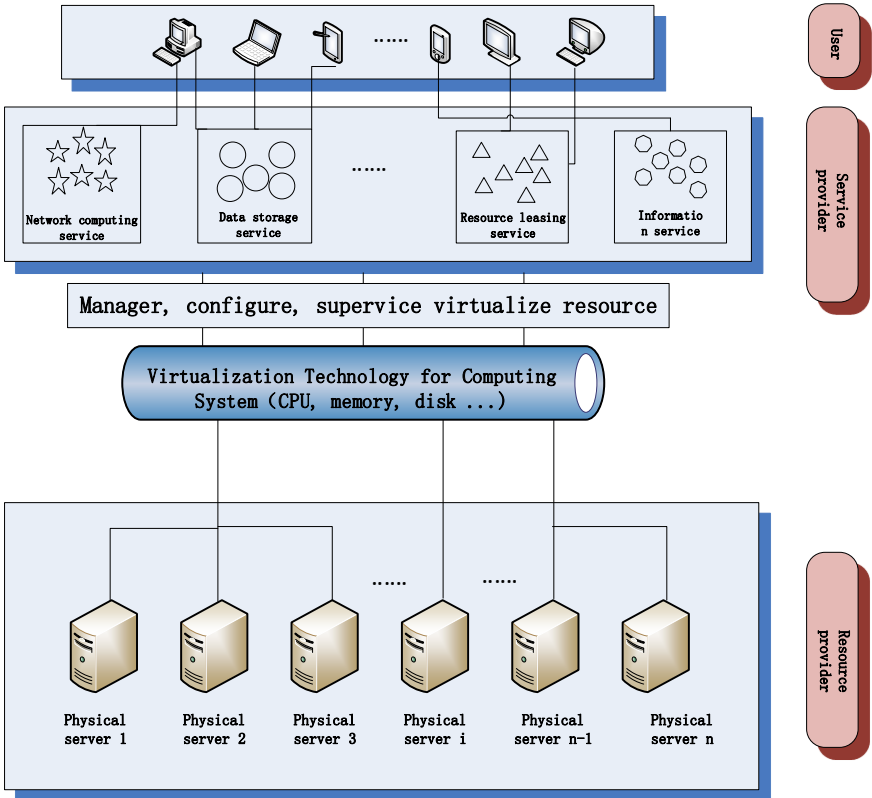 User
......
Service
provider
......
Network computing
service
Data storage
service
Resource leasing
service
Informatio
n service
Manager, configure, supervice virtualize resource
Virtualization Technology for Computing
System (CPU, memory, disk ...)
......
......
Resource
provider
Physical
server 1
Physical
server 2
Physical
server 3
Physical
server i
Physical
server n-1
Physical
server n